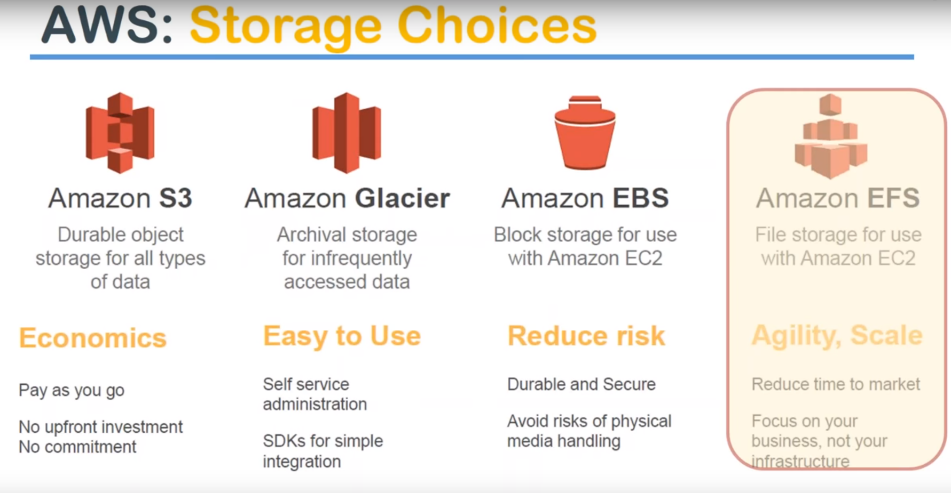 AWS: Storage Choices
Amazon S3
Durable object
storage for all types
of data
Amazon Glacier
Archival storage
for infrequently
accessed data
Amazon EBS
Block storage for use
with Amazon EC2
Amazon EFS
File storage for use
with Amazon EC2
Economics
Pay as you go
No upfront investment
No commitment
Easy to Use
Self service
administration
SDKs for simple
integration
Reduce risk
Durable and Secure
Avoid risks of physical
media handling
Agility, Scale
Reduce time to market
Focus on your
business, not your
infrastructure